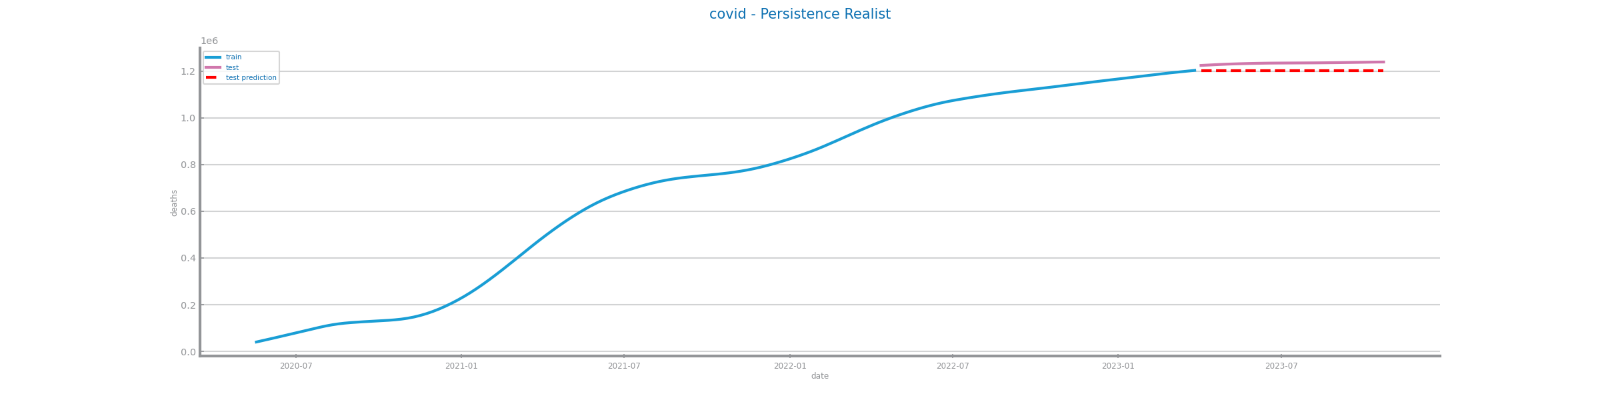 covid - Persistence Realist
1e6
train
test
test prediction
1.2
1.0
0.8
0.6
0.4
0.2
0.0
deaths
2020-07 2021-01 2021-07 2022-01 2022-07 2023-01 2023-07
date